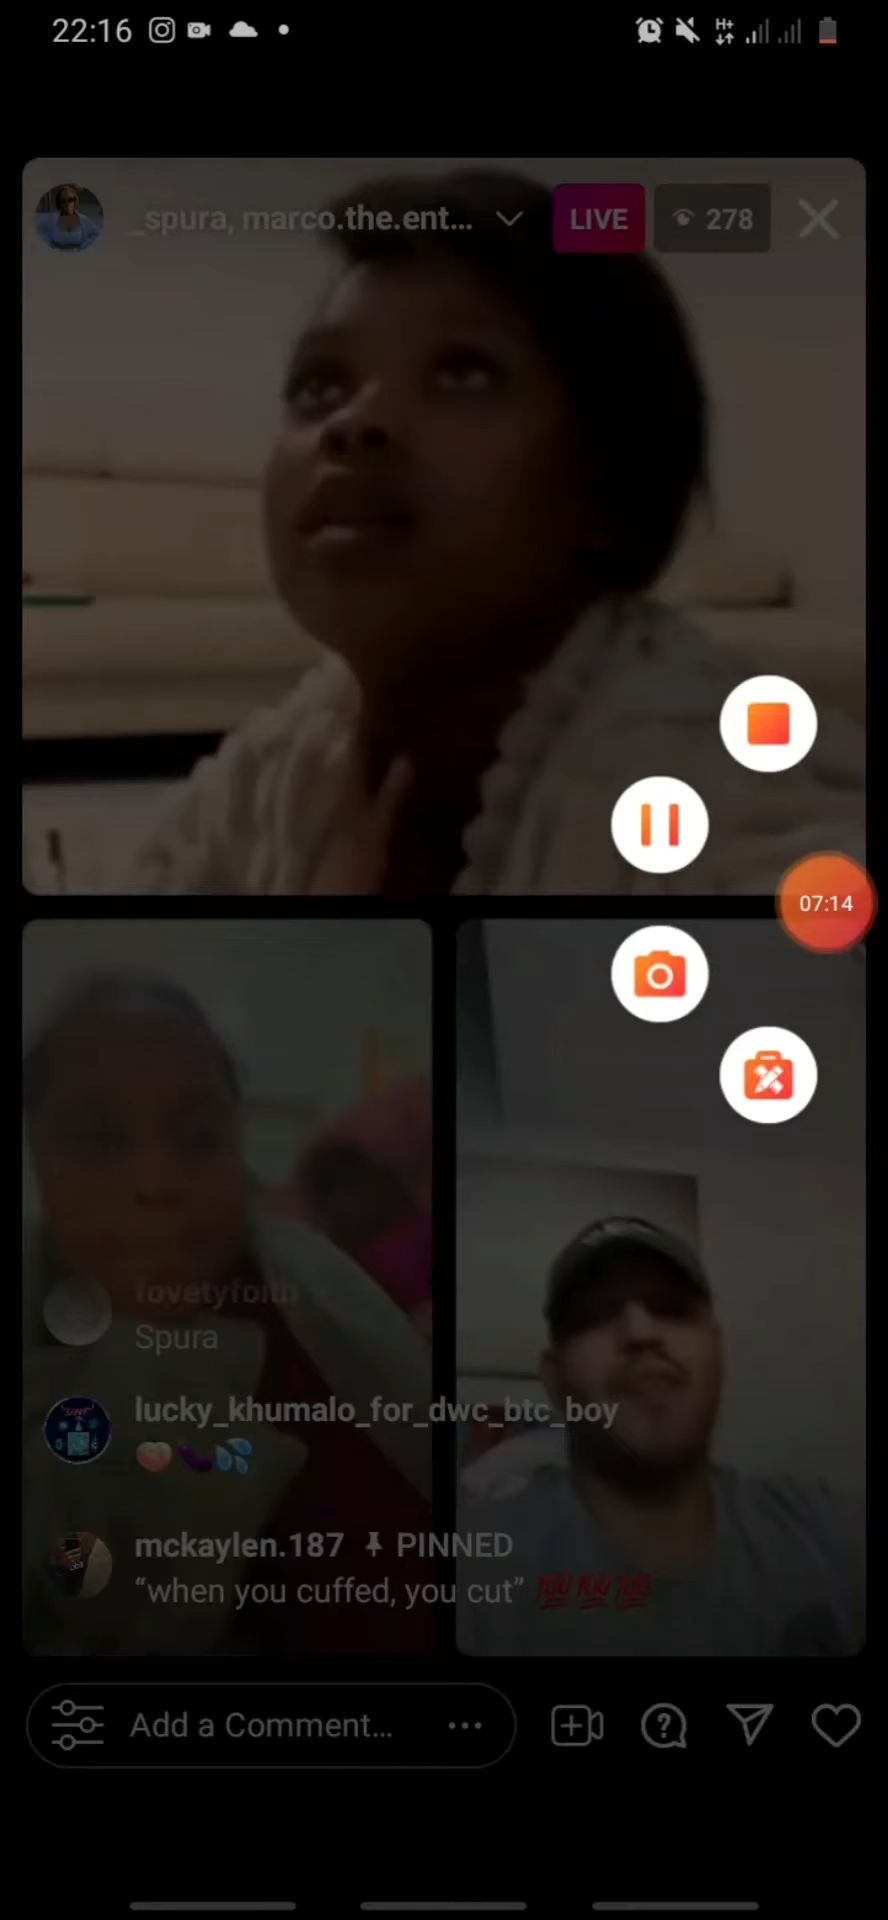 22:16
H+
_spura, marco.the.ent...
LIVE
278
07:14
lovetyfoith
Spura
lucky_khumalo_for_dwc_btc_boy
🍑🍆💦
mckaylen.187 📌 PINNED
“when you cuffed, you cut” 💯💯💯
Add a Comment...